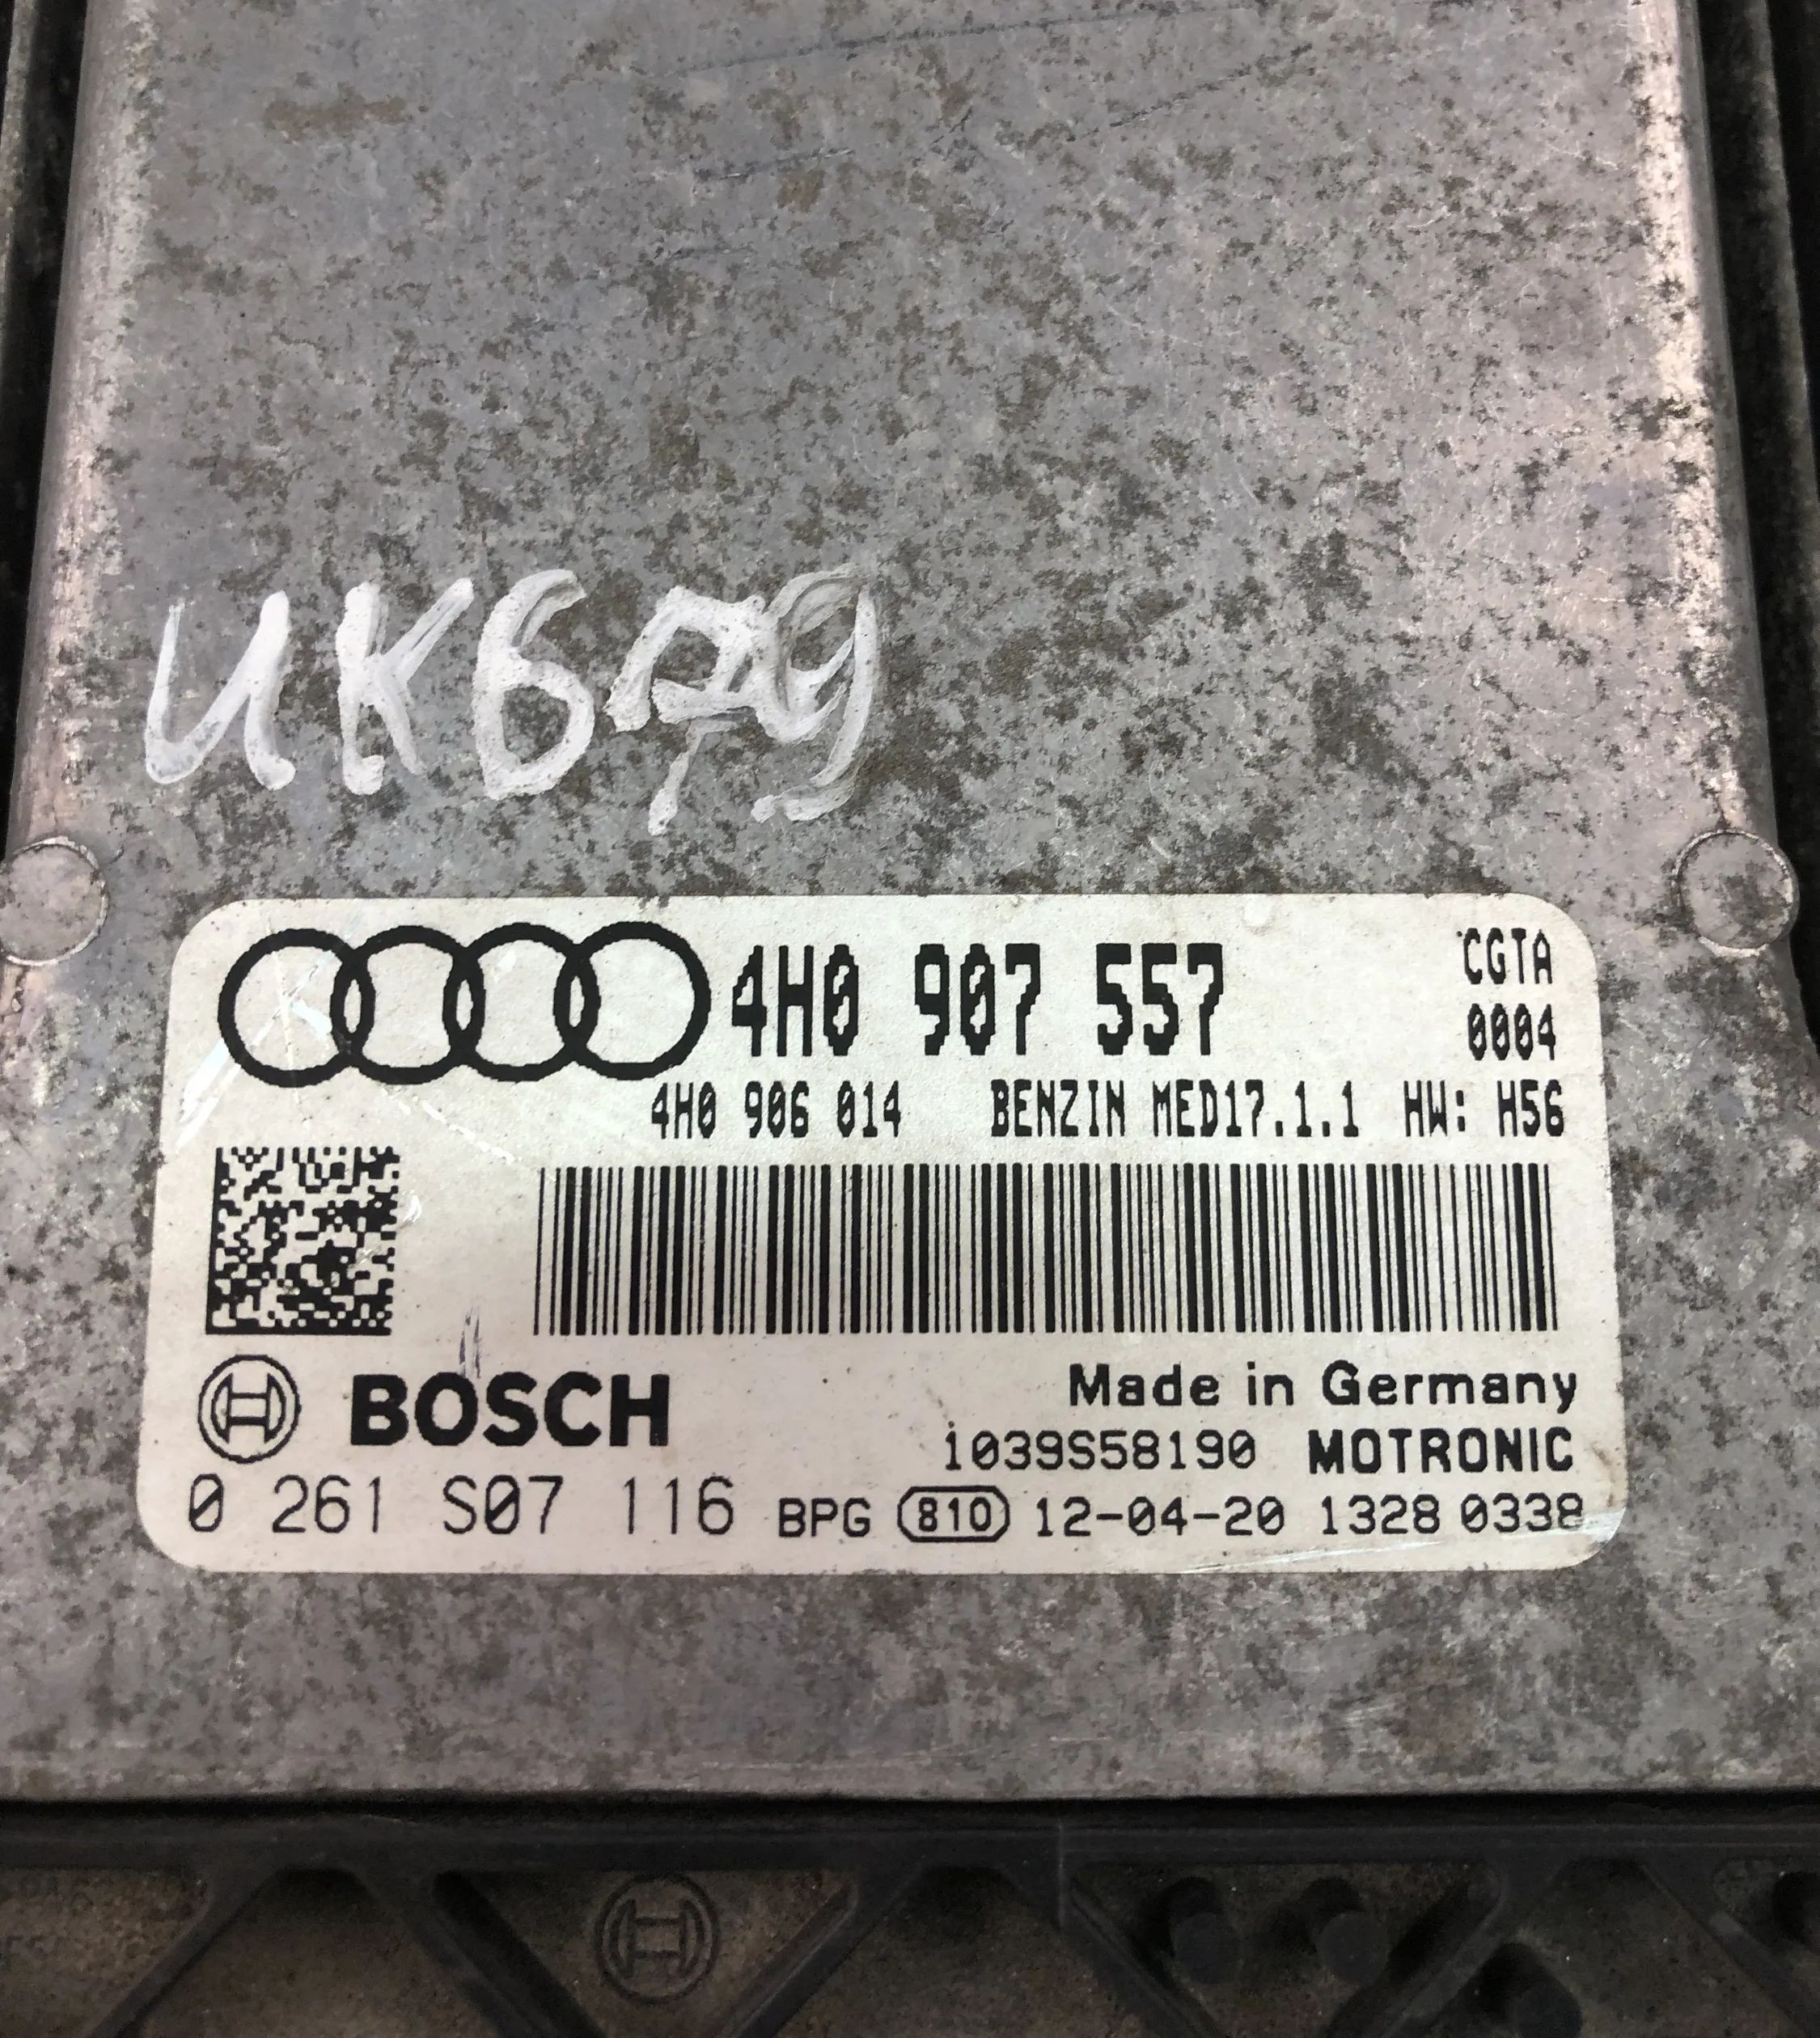 UK679
4H0 907 557
CGTA
0004
4H0 906 014 BENZIN MED17.1.1 HW: H56
BOSCH
Made in Germany
1039S58190 MOTRONIC
0 261 S07 116 BPG 810 12-04-20 1328 0338